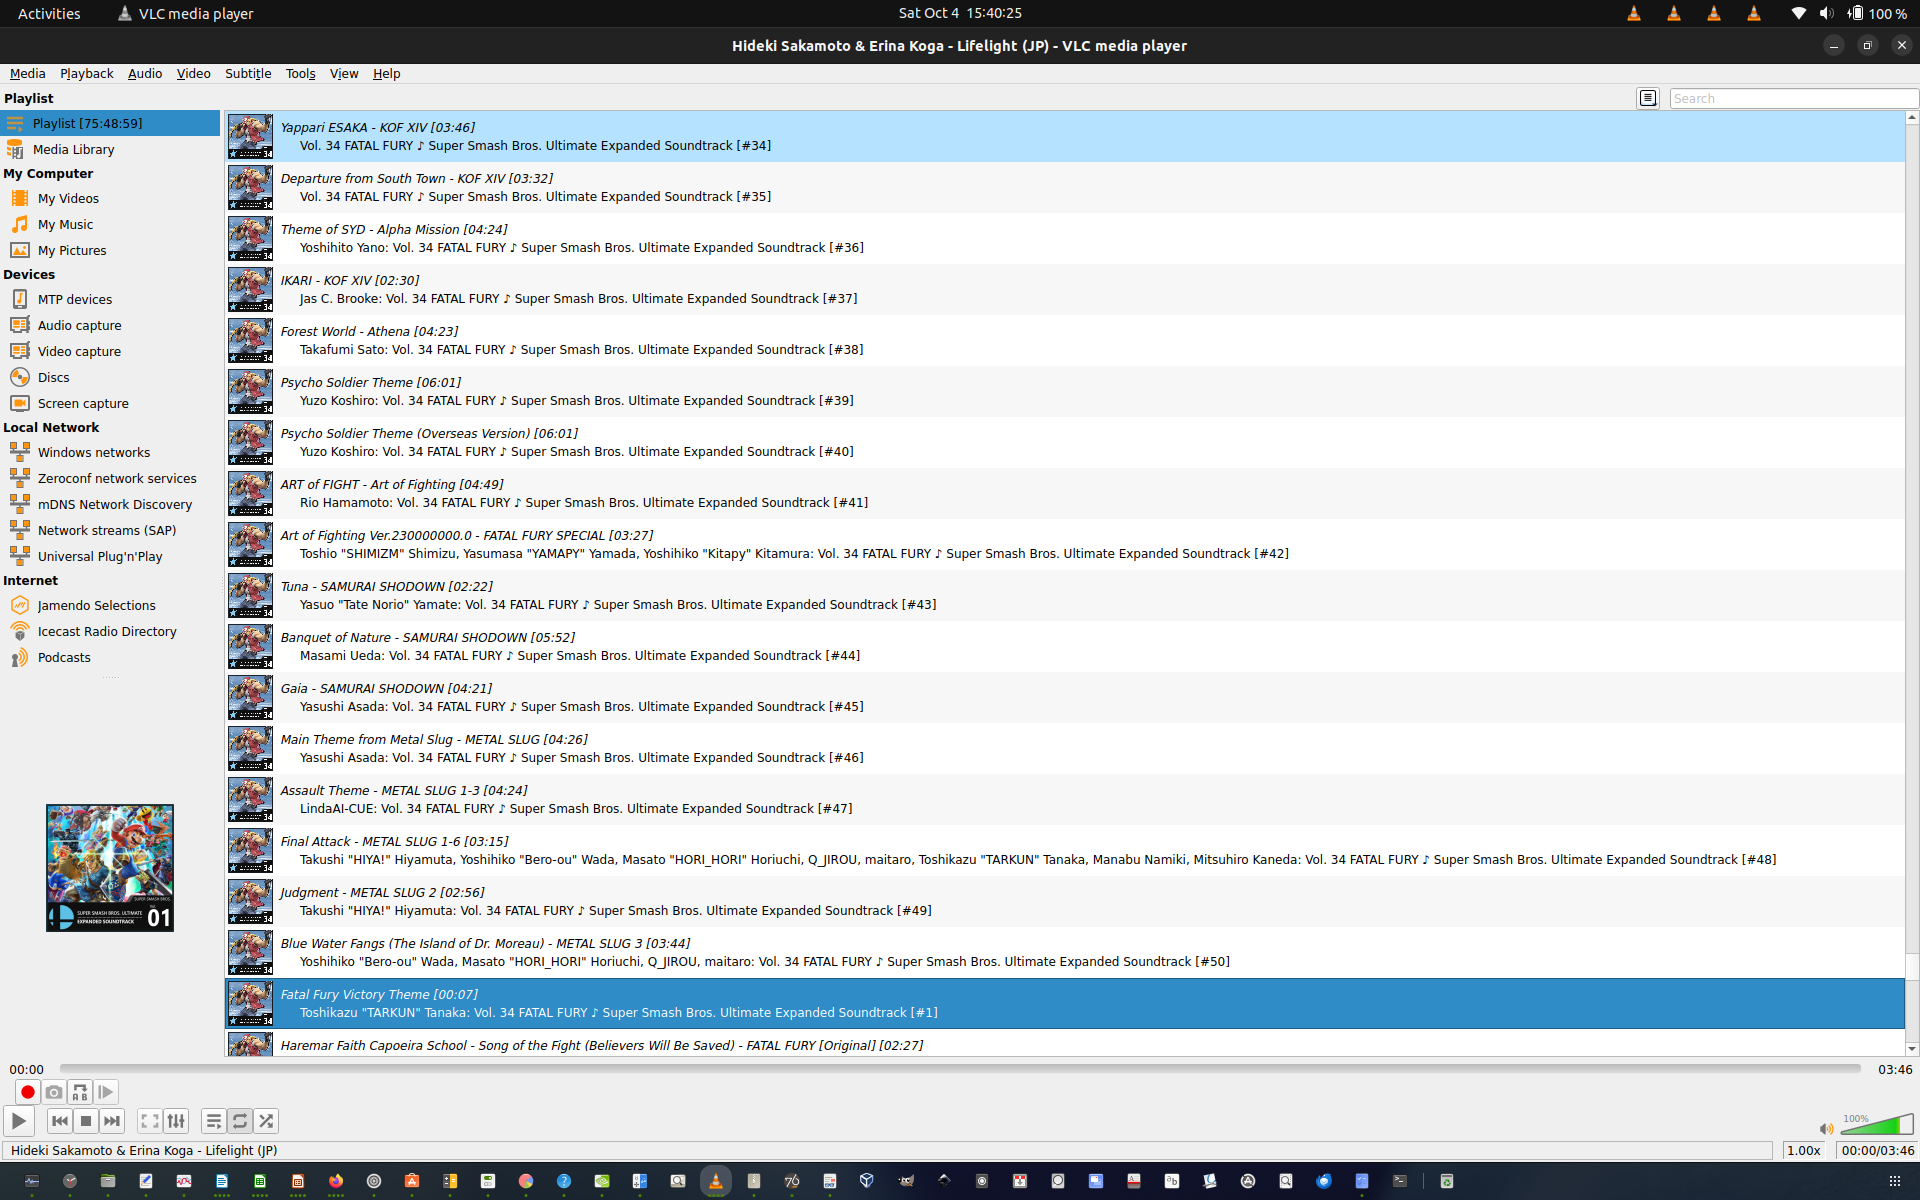 Activities
VLC media player
Sat Oct 4 15:40:25
100 %
Hideki Sakamoto & Erina Koga - Lifelight (JP) - VLC media player
Media Playback Audio Video Subtitle Tools View Help
Playlist
Search
Playlist [75:48:59]
Media Library
My Computer
My Videos
My Music
My Pictures
Devices
MTP devices
Audio capture
Video capture
Discs
Screen capture
Local Network
Windows networks
Zeroconf network services
mDNS Network Discovery
Network streams (SAP)
Universal Plug'n'Play
Internet
Jamendo Selections
Icecast Radio Directory
Podcasts
SUPER SMASH BROS. ULTIMATE
EXPANDED SOUNDTRACK
01
Yappari ESAKA - KOF XIV [03:46]
Vol. 34 FATAL FURY ♪ Super Smash Bros. Ultimate Expanded Soundtrack [#34]
Departure from South Town - KOF XIV [03:32]
Vol. 34 FATAL FURY ♪ Super Smash Bros. Ultimate Expanded Soundtrack [#35]
Theme of SYD - Alpha Mission [04:24]
Yoshihito Yano: Vol. 34 FATAL FURY ♪ Super Smash Bros. Ultimate Expanded Soundtrack [#36]
IKARI - KOF XIV [02:30]
Jas C. Brooke: Vol. 34 FATAL FURY ♪ Super Smash Bros. Ultimate Expanded Soundtrack [#37]
Forest World - Athena [04:23]
Takafumi Sato: Vol. 34 FATAL FURY ♪ Super Smash Bros. Ultimate Expanded Soundtrack [#38]
Psycho Soldier Theme [06:01]
Yuzo Koshiro: Vol. 34 FATAL FURY ♪ Super Smash Bros. Ultimate Expanded Soundtrack [#39]
Psycho Soldier Theme (Overseas Version) [06:01]
Yuzo Koshiro: Vol. 34 FATAL FURY ♪ Super Smash Bros. Ultimate Expanded Soundtrack [#40]
ART of FIGHT - Art of Fighting [04:49]
Rio Hamamoto: Vol. 34 FATAL FURY ♪ Super Smash Bros. Ultimate Expanded Soundtrack [#41]
Art of Fighting Ver.230000000.0 - FATAL FURY SPECIAL [03:27]
Toshio "SHIMIZM" Shimizu, Yasumasa "YAMAPY" Yamada, Yoshihiko "Kitapy" Kitamura: Vol. 34 FATAL FURY ♪ Super Smash Bros. Ultimate Expanded Soundtrack [#42]
Tuna - SAMURAI SHODOWN [02:22]
Yasuo "Tate Norio" Yamate: Vol. 34 FATAL FURY ♪ Super Smash Bros. Ultimate Expanded Soundtrack [#43]
Banquet of Nature - SAMURAI SHODOWN [05:52]
Masami Ueda: Vol. 34 FATAL FURY ♪ Super Smash Bros. Ultimate Expanded Soundtrack [#44]
Gaia - SAMURAI SHODOWN [04:21]
Yasushi Asada: Vol. 34 FATAL FURY ♪ Super Smash Bros. Ultimate Expanded Soundtrack [#45]
Main Theme from Metal Slug - METAL SLUG [04:26]
Yasushi Asada: Vol. 34 FATAL FURY ♪ Super Smash Bros. Ultimate Expanded Soundtrack [#46]
Assault Theme - METAL SLUG 1-3 [04:24]
LindaAI-CUE: Vol. 34 FATAL FURY ♪ Super Smash Bros. Ultimate Expanded Soundtrack [#47]
Final Attack - METAL SLUG 1-6 [03:15]
Takushi "HIYA!" Hiyamuta, Yoshihiko "Bero-ou" Wada, Masato "HORI_HORI" Horiuchi, Q_JIROU, maitaro, Toshikazu "TARKUN" Tanaka, Manabu Namiki, Mitsuhiro Kaneda: Vol. 34 FATAL FURY ♪ Super Smash Bros. Ultimate Expanded Soundtrack [#48]
Judgment - METAL SLUG 2 [02:56]
Takushi "HIYA!" Hiyamuta: Vol. 34 FATAL FURY ♪ Super Smash Bros. Ultimate Expanded Soundtrack [#49]
Blue Water Fangs (The Island of Dr. Moreau) - METAL SLUG 3 [03:44]
Yoshihiko "Bero-ou" Wada, Masato "HORI_HORI" Horiuchi, Q_JIROU, maitaro: Vol. 34 FATAL FURY ♪ Super Smash Bros. Ultimate Expanded Soundtrack [#50]
Fatal Fury Victory Theme [00:07]
Toshikazu "TARKUN" Tanaka: Vol. 34 FATAL FURY ♪ Super Smash Bros. Ultimate Expanded Soundtrack [#1]
Haremar Faith Capoeira School - Song of the Fight (Believers Will Be Saved) - FATAL FURY [Original] [02:27]
00:00
03:46
100%
Hideki Sakamoto & Erina Koga - Lifelight (JP)
1.00x
00:00/03:46